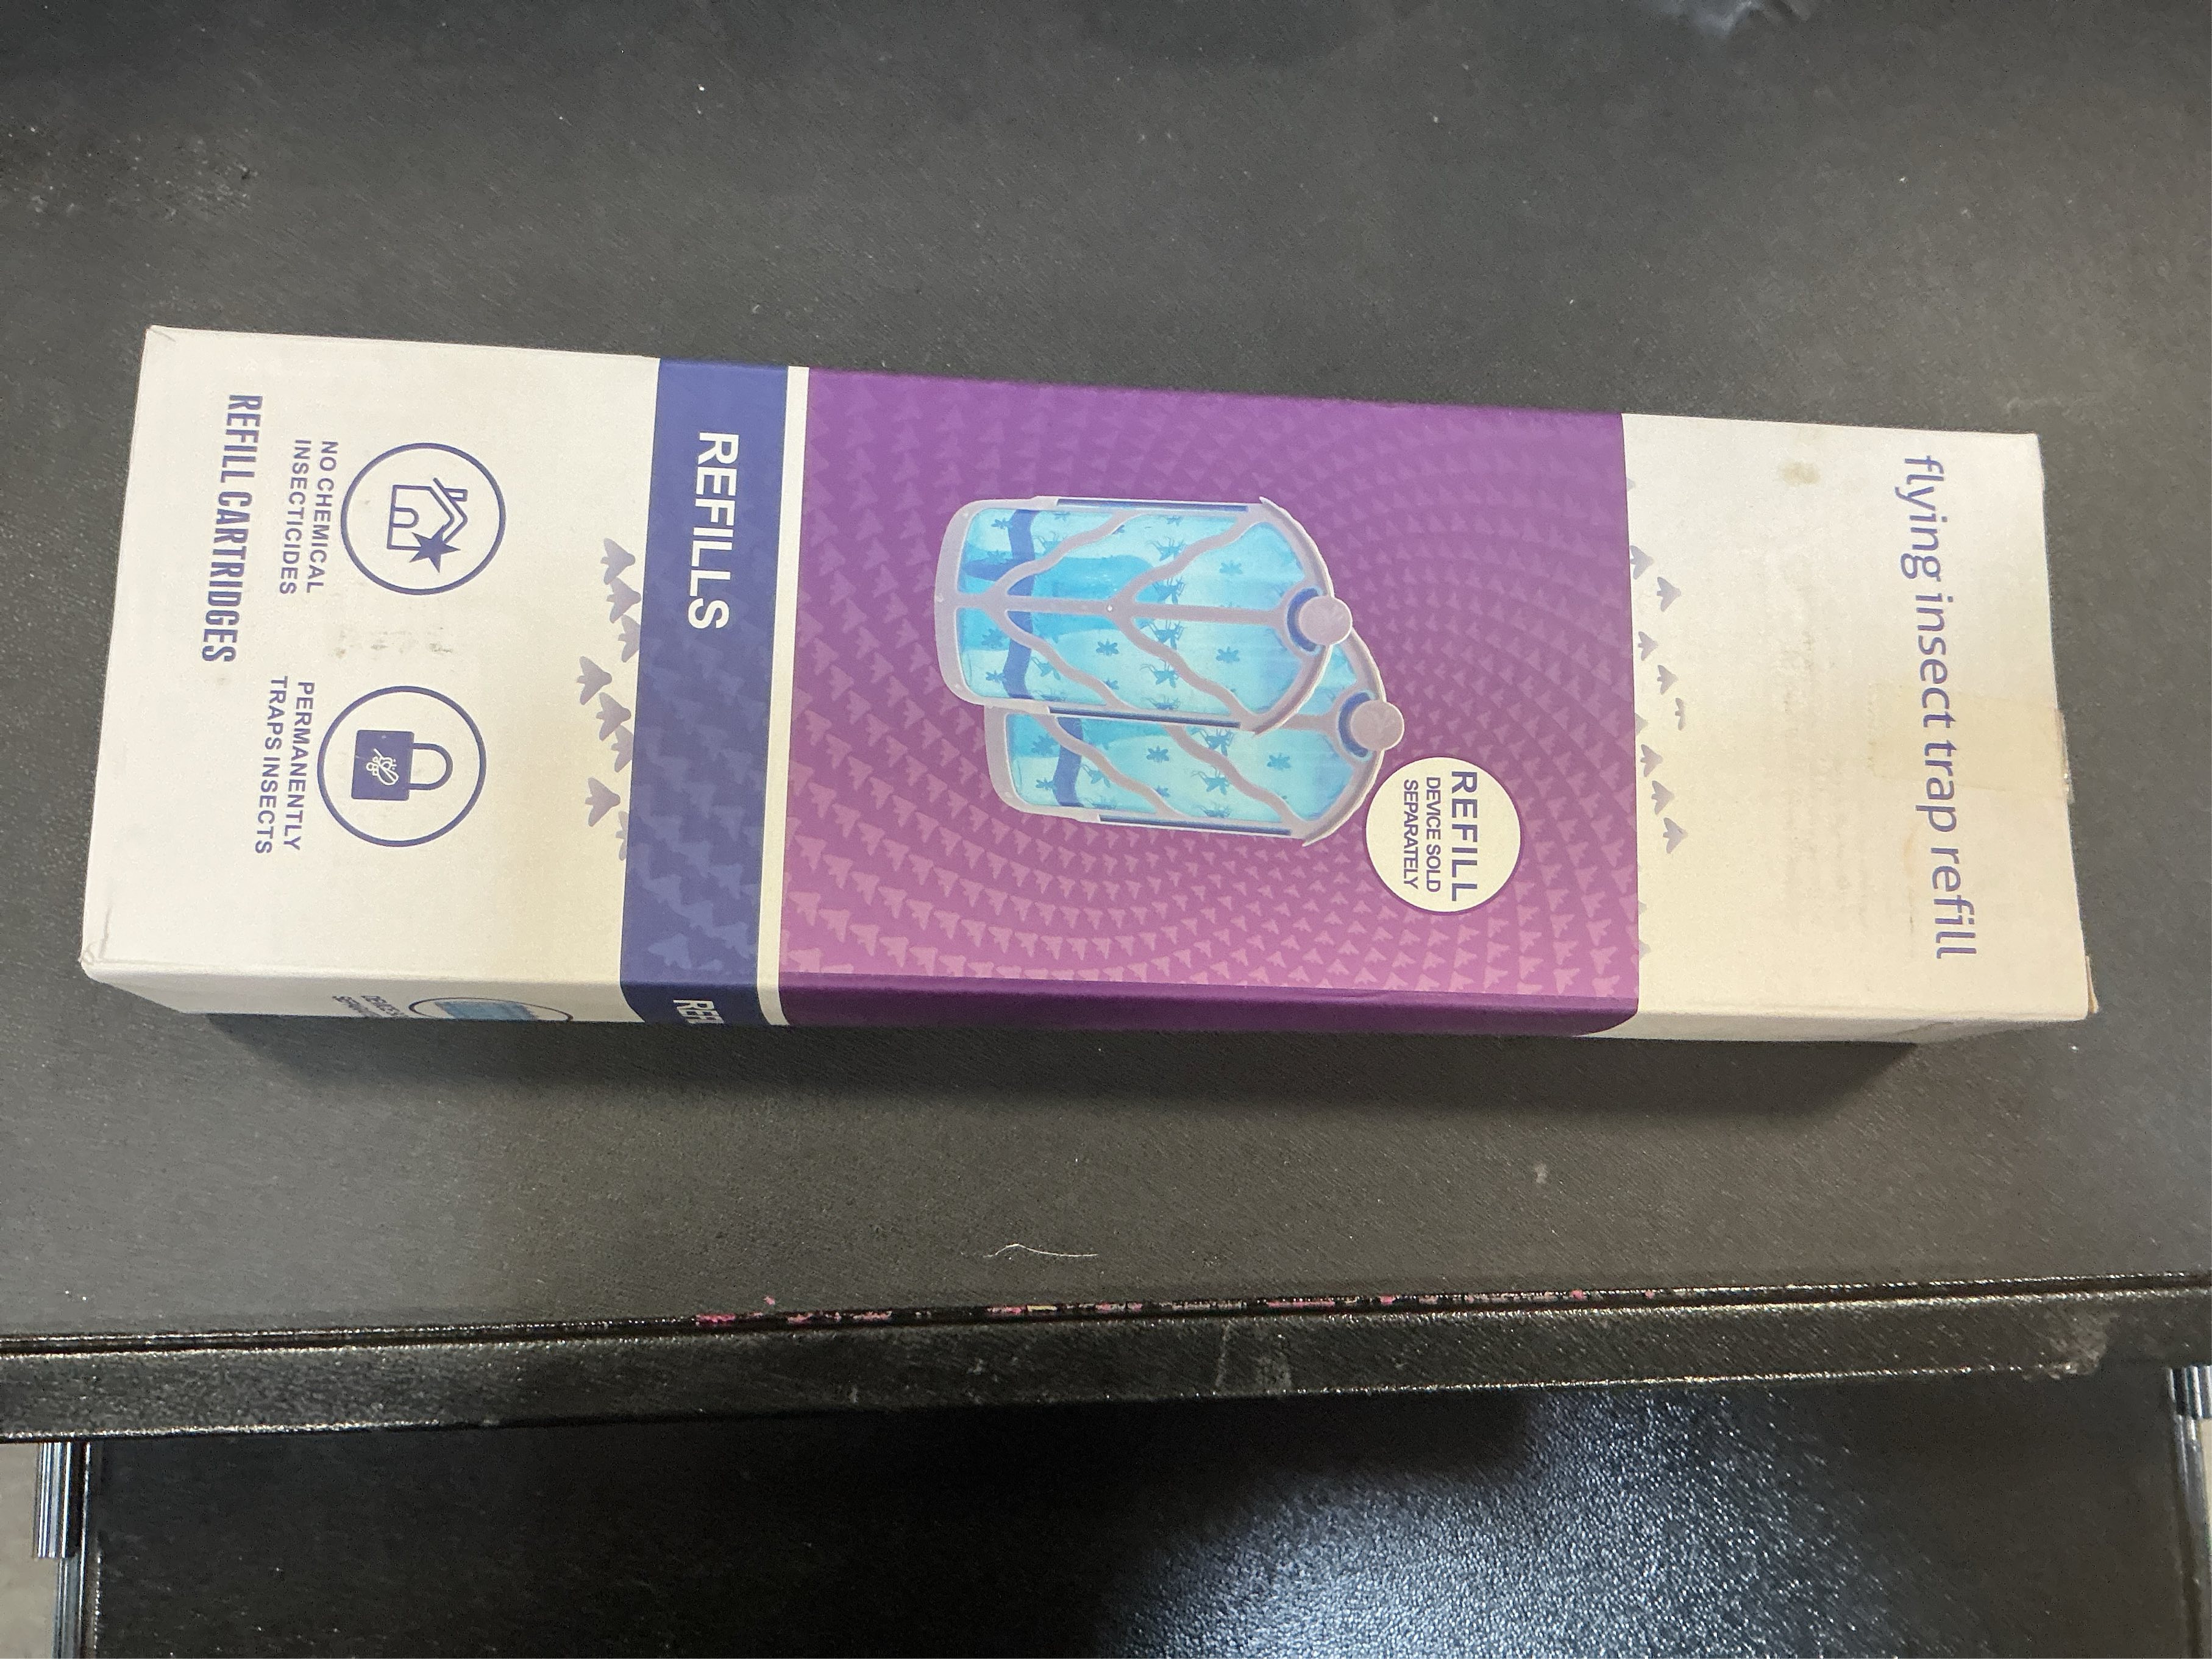 flying insect trap refill
REFILL
DEVICE SOLD
SEPARATELY
REFILLS
NO CHEMICAL
INSECTICIDES
PERMANENTLY
TRAPS INSECTS
REFILL CARTRIDGES